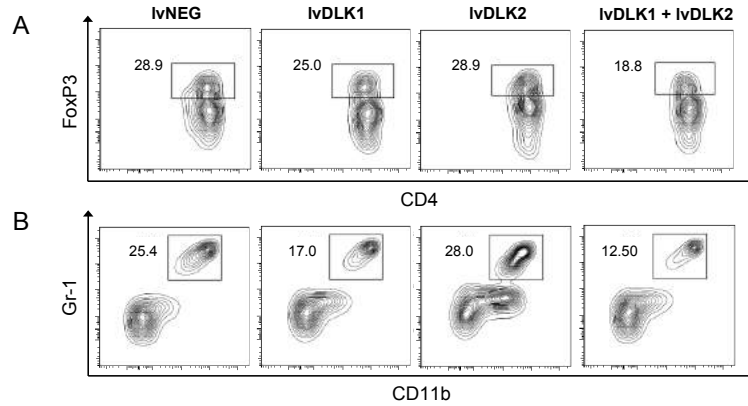 A
lvNEG
lvDLK1
lvDLK2
lvDLK1 + lvDLK2
28.9
25.0
28.9
18.8
FoxP3
CD4
B
25.4
17.0
28.0
12.50
Gr-1
CD11b